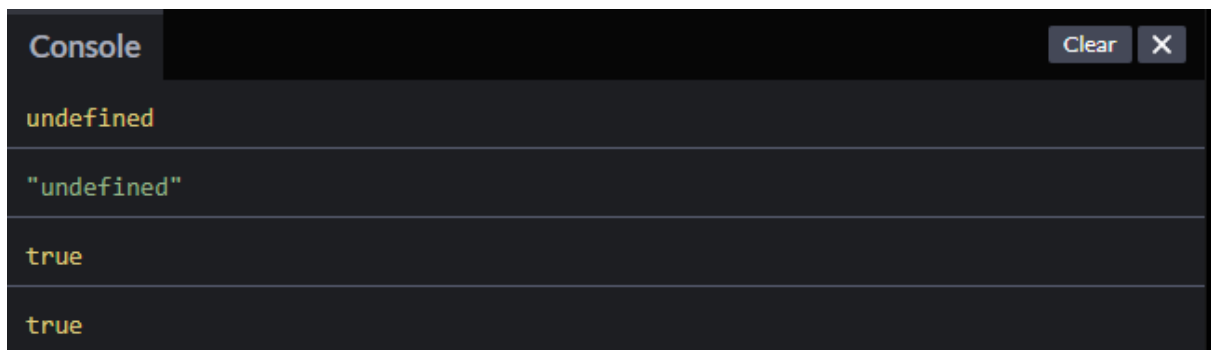 Console
Clear X
undefined
"undefined"
true
true